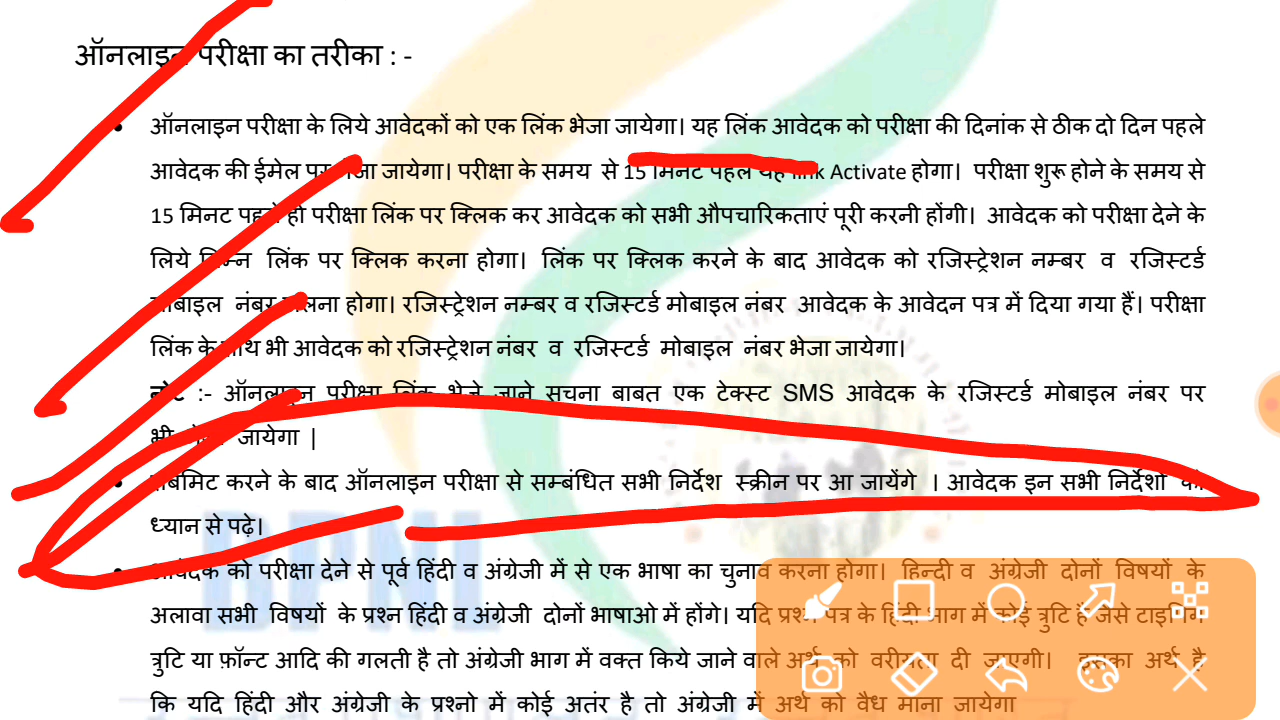 ऑनलाइन परीक्षा का तरीका : -
ऑनलाइन परीक्षा के लिये आवेदकों को एक लिंक भेजा जायेगा। यह लिंक आवेदक को परीक्षा की दिनांक से ठीक दो दिन पहले
आवेदक की ईमेल पर जायेगा। परीक्षा के समय से 15 मिनट पहले यह link Activate होगा। परीक्षा शुरू होने के समय से
15 मिनट पहले ही परीक्षा लिंक पर क्लिक कर आवेदक को सभी औपचारिकताएं पूरी करनी होंगी। आवेदक को परीक्षा देने के
लिये लिंक पर क्लिक करना होगा। लिंक पर क्लिक करने के बाद आवेदक को रजिस्ट्रेशन नम्बर व रजिस्टर्ड
मोबाइल नंबर होगा। रजिस्ट्रेशन नम्बर व रजिस्टर्ड मोबाइल नंबर आवेदक के आवेदन पत्र में दिया गया हैं। परीक्षा
लिंक के साथ भी आवेदक को रजिस्ट्रेशन नंबर व रजिस्टर्ड मोबाइल नंबर भेजा जायेगा।
नोट :- ऑनलाइन परीक्षा लिंक भेजे जाने सूचना बाबत एक टेक्स्ट SMS आवेदक के रजिस्टर्ड मोबाइल नंबर पर
भी जायेगा |
सबमिट करने के बाद ऑनलाइन परीक्षा से सम्बंधित सभी निर्देश स्क्रीन पर आ जायेंगे । आवेदक इन सभी निर्देशों को
ध्यान से पढ़े।
आवेदक को परीक्षा देने से पूर्व हिंदी व अंग्रेजी में से एक भाषा का चुनाव करना होगा। हिन्दी व अंग्रेजी दोनों विषयों के
अलावा सभी विषयों के प्रश्न हिंदी व अंग्रेजी दोनों भाषाओ में होंगे। यदि प्रश्न पत्र के हिंदी भाग में कोई त्रुटि है जैसे टाइपिंग
त्रुटि या फ़ॉन्ट आदि की गलती है तो अंग्रेजी भाग में वक्त किये जाने वाले अर्थ को वरीयता दी जाएगी। इसका अर्थ है
कि यदि हिंदी और अंग्रेजी के प्रश्नो में कोई अतंर है तो अंग्रेजी में अर्थ को वैध माना जायेगा
BPNL